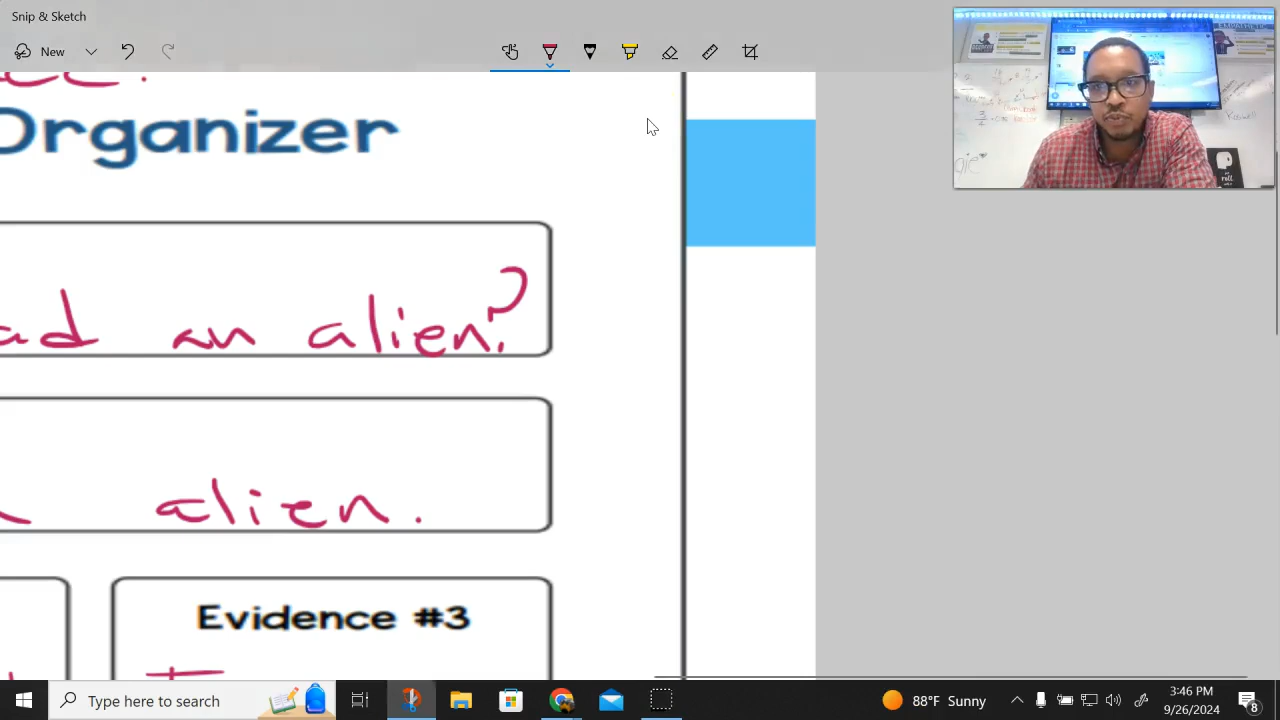 Snip & Sketch
New
Organizer
ad an alien?
alien.
Evidence #3
Type here to search
88°F Sunny
3:46 PM
9/26/2024
8